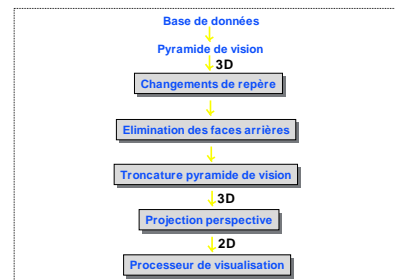 Base de données
Pyramide de vision
3D
Changements de repère
Elimination des faces arrières
Troncature pyramide de vision
3D
Projection perspective
2D
Processeur de visualisation